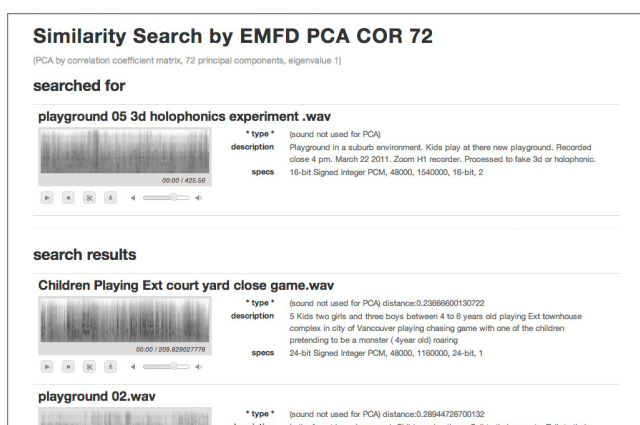 Similarity Search by EMFD PCA COR 72
(PCA by correlation coefficient matrix, 72 principal components, eigenvalue 1)
searched for
playground 05 3d holophonics experiment .wav
* type * (sound not used for PCA)
description Playground in a suburb environment. Kids play at there new playground. Recorded
close 4 pm. March 22 2011. Zoom H1 recorder. Processed to fake 3d or holophonic.
specs 16-bit Signed Integer PCM, 48000, 1540000, 16-bit, 2
00:00 / 425.56
search results
Children Playing Ext court yard close game.wav
* type * (sound not used for PCA) distance:0.23666600130722
description 5 Kids two girls and three boys between 4 to 6 years old playing Ext townhouse
complex in city of Vancouver playing chasing game with one of the children
pretending to be a monster ( 4year old) roaring
specs 24-bit Signed Integer PCM, 48000, 1160000, 24-bit, 1
00:00 / 209.829027778
playground 02.wav
* type * (sound not used for PCA) distance:0.28944728700132